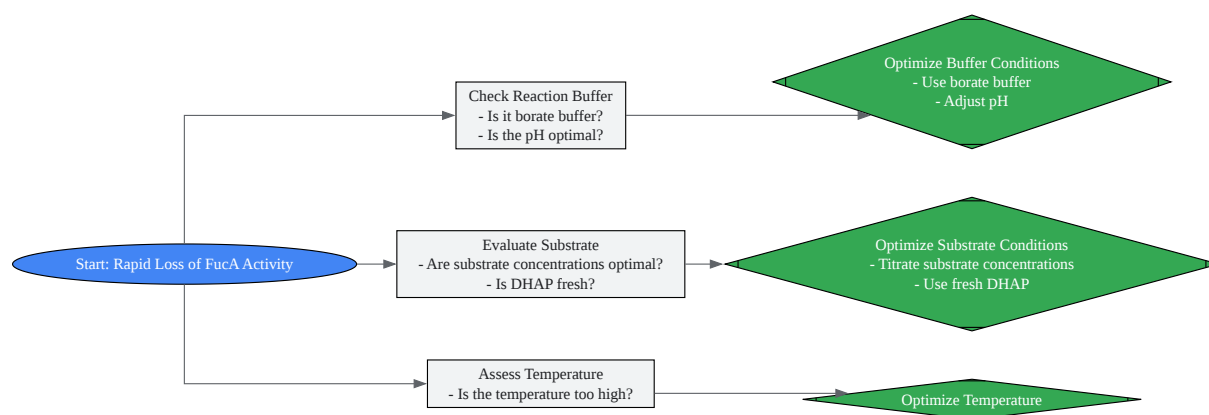 Start: Rapid Loss of FucA Activity
Check Reaction Buffer
- Is it borate buffer?
- Is the pH optimal?
Optimize Buffer Conditions
- Use borate buffer
- Adjust pH
Evaluate Substrate
- Are substrate concentrations optimal?
- Is DHAP fresh?
Optimize Substrate Conditions
- Titrate substrate concentrations
- Use fresh DHAP
Assess Temperature
- Is the temperature too high?
Optimize Temperature